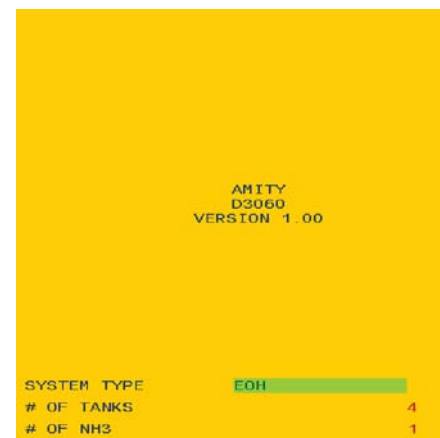 AMITY
D3060
VERSION 1.00
SYSTEM TYPE EOH
# OF TANKS 4
# OF NH3 1